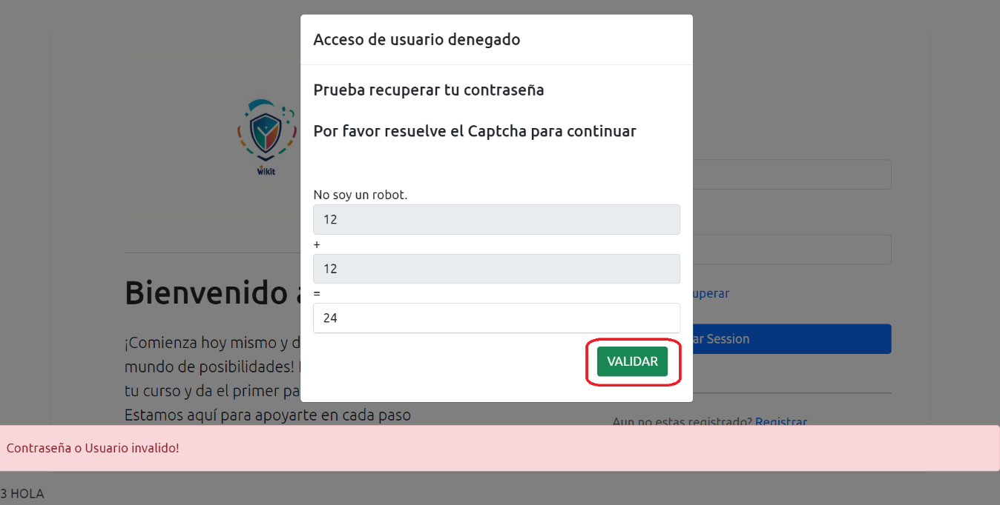 Acceso de usuario denegado
Prueba recuperar tu contraseña
Por favor resuelve el Captcha para continuar
No soy un robot.
12
+
12
=
24
VALIDAR
wikit
Bienvenido
¡Comienza hoy mismo y d
mundo de posibilidades!
tu curso y da el primer pa
Estamos aquí para apoyarte en cada paso
uperar
ar Session
Aun no estas registrado? Registrar
Contraseña o Usuario invalido!
3 HOLA